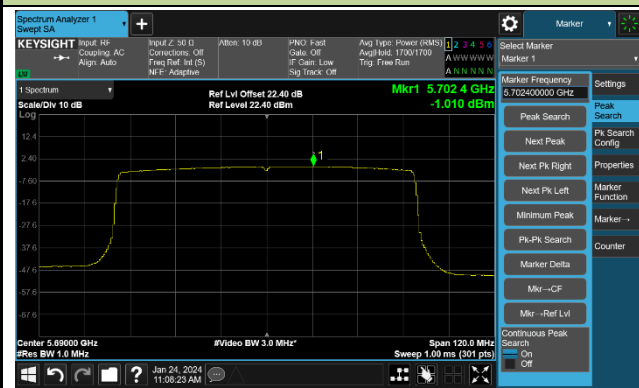 Spectrum Analyzer 1
Swept SA
+
Marker
KEYSIGHT Input: RF
Coupling: AC
Align: Auto
Input Z: 50 Ω
Corrections: Off
Freq Ref: Int (S)
NFE: Adaptive
Atten: 10 dB
PNO: Fast
Gate: Off
IF Gain: Low
Sig Track: Off
Avg Type: Power (RMS)
Avg|Hold: 1700/1700
Trig: Free Run
1 2 3 4 5 6
A W W W W W
A N N N N N
LXI
Select Marker
Marker 1
1 Spectrum
Scale/Div 10 dB
Log
Ref Lvl Offset 22.40 dB
Ref Level 22.40 dBm
Mkr1 5.702 4 GHz
-1.010 dBm
12.4
2.40
-7.60
-17.6
-27.6
-37.6
-47.6
-57.6
-67.6
1
Center 5.69000 GHz
#Res BW 1.0 MHz
#Video BW 3.0 MHz*
Span 120.0 MHz
Sweep 1.00 ms (301 pts)
Marker Frequency
5.702400000 GHz
Peak Search
Next Peak
Next Pk Right
Next Pk Left
Minimum Peak
Pk-Pk Search
Marker Delta
Mkr→CF
Mkr→Ref Lvl
Continuous Peak
Search
On
Off
Settings
Peak
Search
Pk Search
Config
Properties
Marker
Function
Marker→
Counter
?
Jan 24, 2024
11:08:23 AM